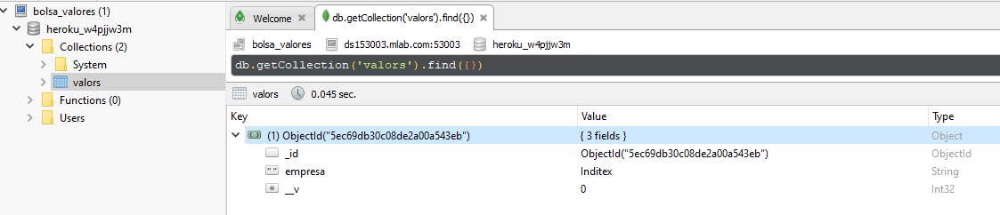 bolsa_valores (1)
heroku_w4pjjw3m
Collections (2)
System
valors
Functions (0)
Users
Welcome
db.getCollection('valors').find({})
bolsa_valores ds153003.mlab.com:53003 heroku_w4pjjw3m
db.getCollection('valors').find({})
valors 0.045 sec.
Key Value Type
(1) ObjectId("5ec69db30c08de2a00a543eb") { 3 fields } Object
_id ObjectId("5ec69db30c08de2a00a543eb") ObjectId
" " empresa Inditex String
# __v 0 Int32